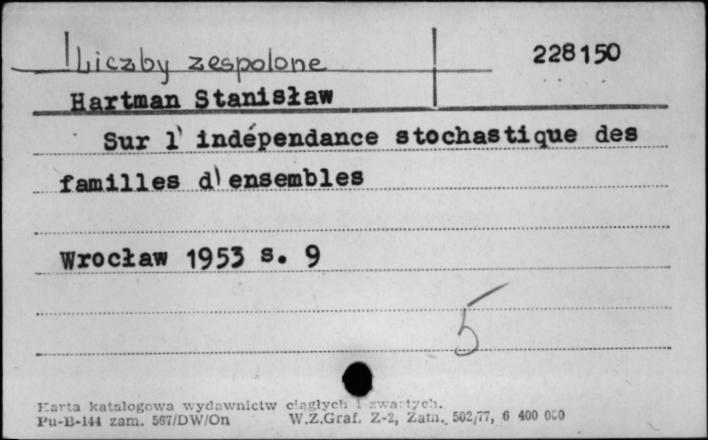 Liczby zespolone
228150
Hartman Stanisław
Sur l' indépendance stochastique des
familles d'ensembles
Wrocław 1953 s. 9
5
Karta katalogowa wydawnictw ciągłych i zwartych.
Pu-B-144 zam. 567/DW/On W.Z.Graf. Z-2, Zam. 502/77, 6 400 000